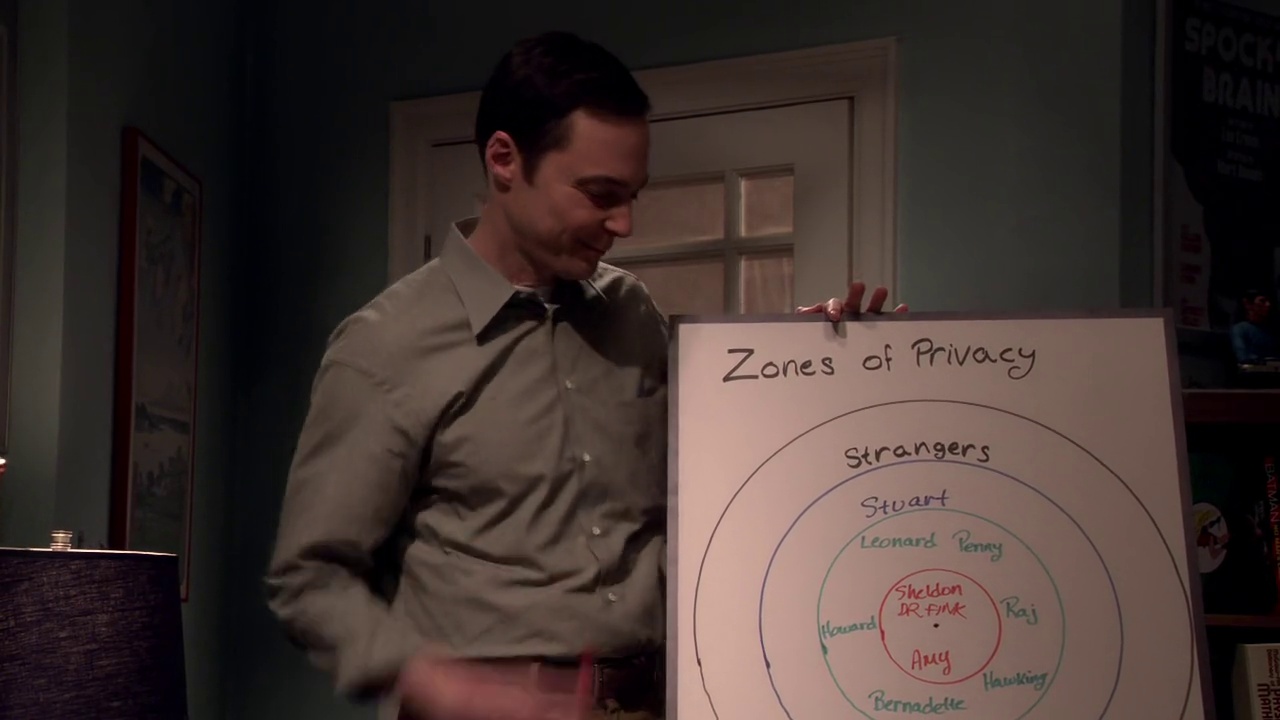 SPOCK'S
BRAIN
Zones of Privacy
Strangers
Stuart
Leonard Penny
Sheldon
DR FINK
Howard
Raj
Amy
Hawking
Bernadette